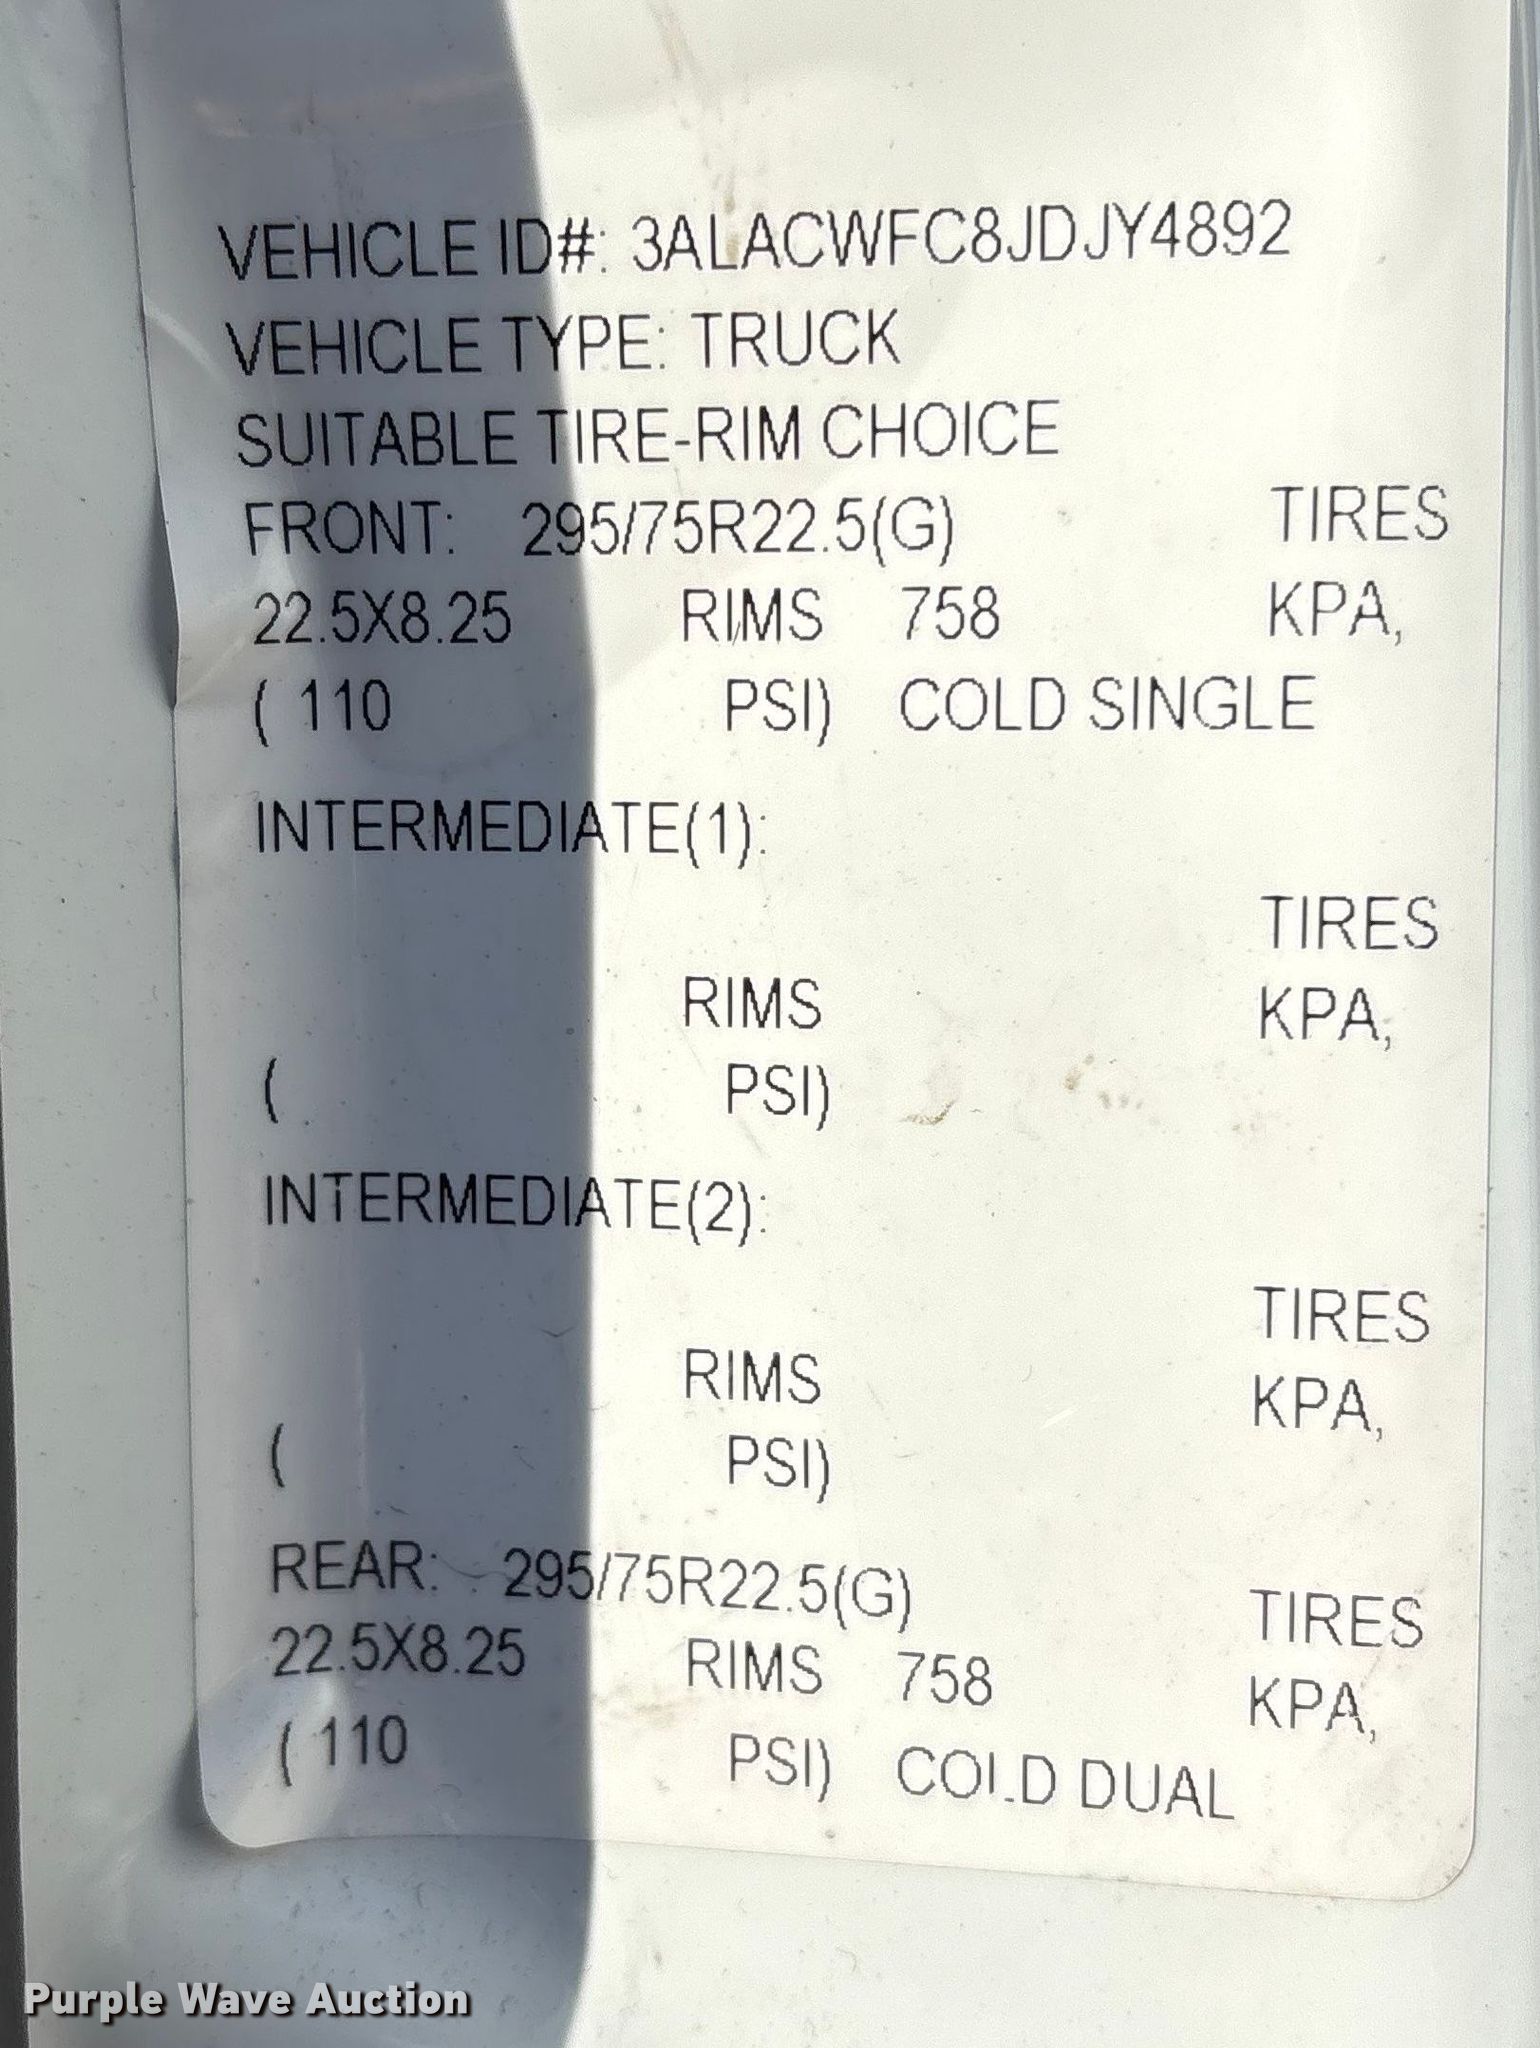 VEHICLE ID#: 3ALACWFC8JDJY4892
VEHICLE TYPE: TRUCK
SUITABLE TIRE-RIM CHOICE
FRONT: 295/75R22.5(G) TIRES
22.5X8.25 RIMS 758 KPA,
( 110 PSI) COLD SINGLE
INTERMEDIATE(1):
TIRES
RIMS KPA,
( PSI)
INTERMEDIATE(2):
TIRES
RIMS KPA,
( PSI)
REAR: 295/75R22.5(G) TIRES
22.5X8.25 RIMS 758 KPA,
( 110 PSI) COLD DUAL
Purple Wave Auction